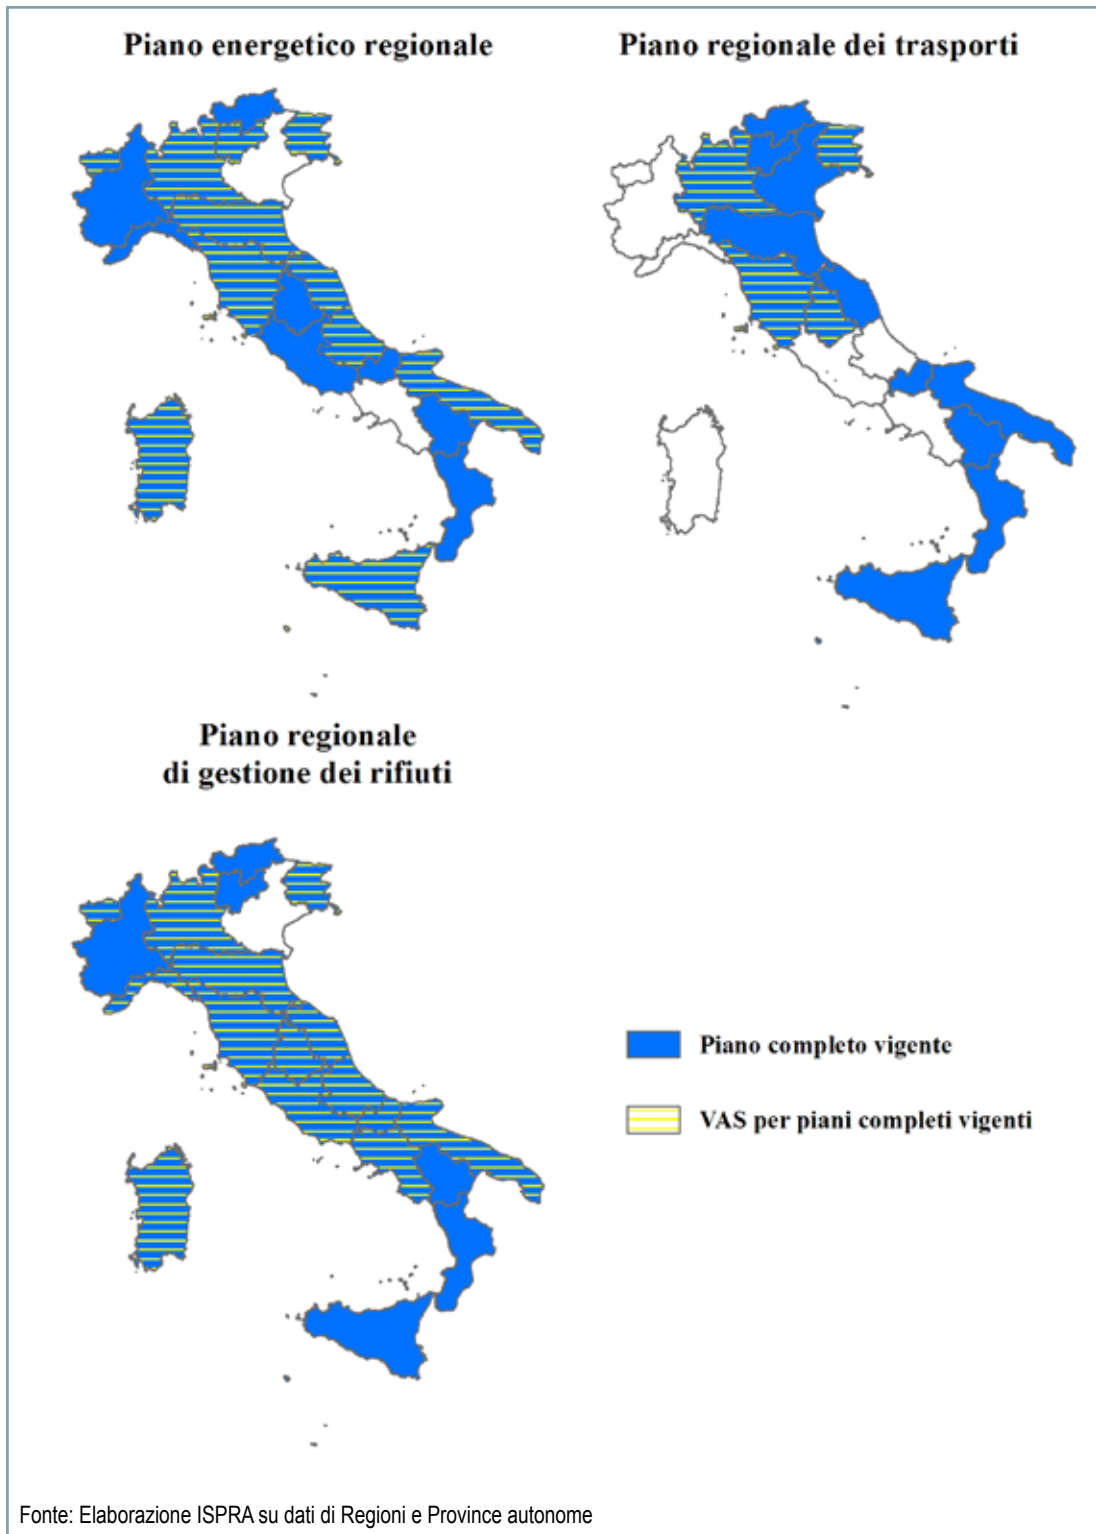 Piano energetico regionale
Piano regionale dei trasporti
Piano regionale
di gestione dei rifiuti
Piano completo vigente
VAS per piani completi vigenti
Fonte: Elaborazione ISPRA su dati di Regioni e Province autonome